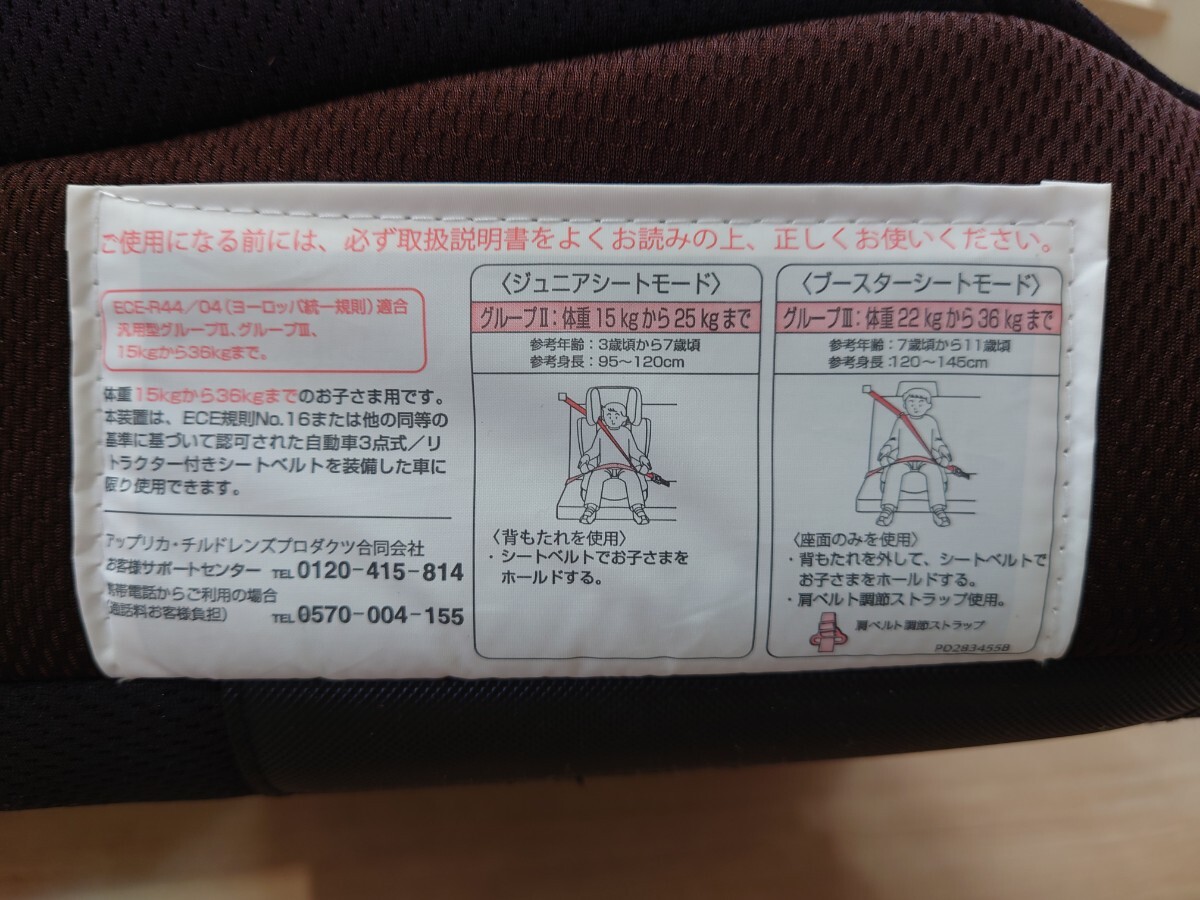 ご使用になる前には、必ず取扱説明書をよくお読みの上、正しくお使いください。
ECE-R44/04(ヨーロッパ統一規則)適合
汎用型グループⅡ、グループⅢ、
15kgから36kgまで。
体重15kgから36kgまでのお子さま用です。
本装置は、ECE規則No.16または他の同等の
基準に基づいて認可された自動車3点式/リ
トラクター付きシートベルトを装備した車に
限り使用できます。
アップリカ・チルドレンズプロダクツ合同会社
お客様サポートセンター TEL 0120-415-814
携帯電話からご利用の場合
(通話料お客様負担) TEL 0570-004-155
〈ジュニアシートモード〉
グループⅡ:体重15kgから25kgまで
参考年齢:3歳頃から7歳頃
参考身長:95〜120cm
〈背もたれを使用〉
・シートベルトでお子さまを
ホールドする。
〈ブースターシートモード〉
グループⅢ:体重22kgから36kgまで
参考年齢:7歳頃から11歳頃
参考身長:120〜145cm
〈座面のみを使用〉
・背もたれを外して、シートベルトで
お子さまをホールドする。
・肩ベルト調節ストラップ使用。
肩ベルト調節ストラップ
PO283455B